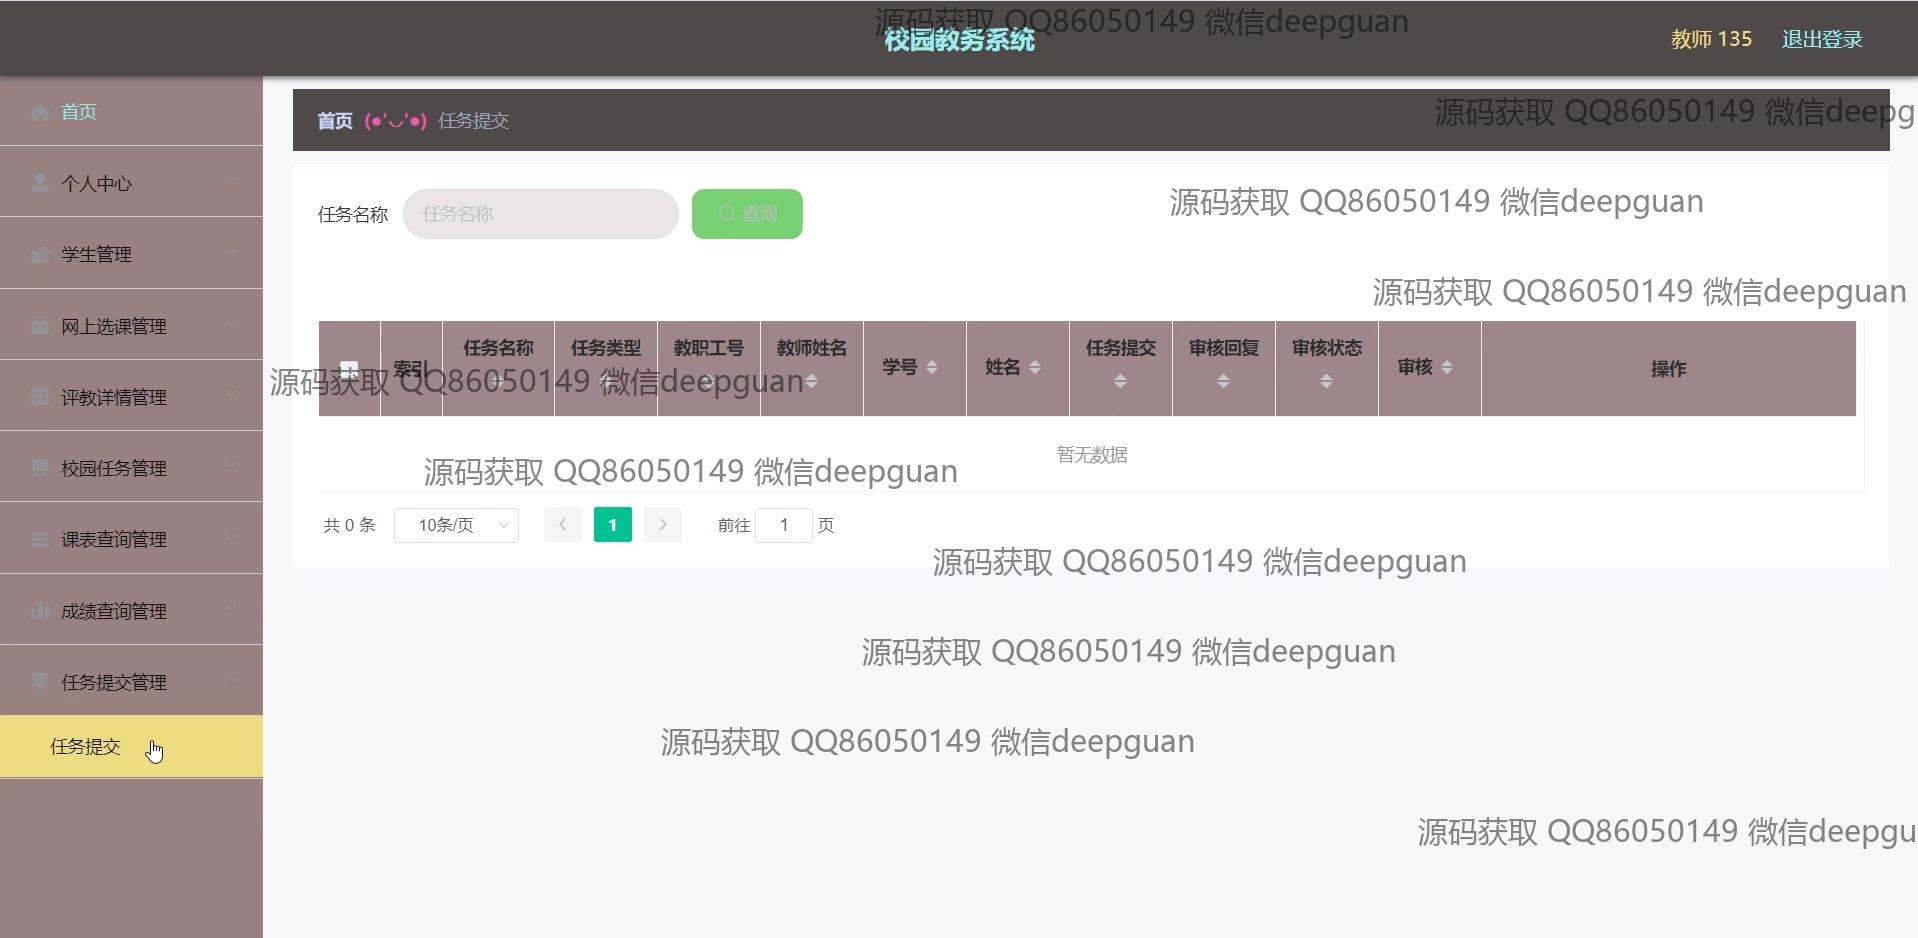 源码获取 QQ86050149 微信deepguan
校园教务系统
教师 135 退出登录
首页
个人中心
学生管理
网上选课管理
评教详情管理
校园任务管理
课表查询管理
成绩查询管理
任务提交管理
任务提交
首页 (●'◡'●) 任务提交
源码获取 QQ86050149 微信deepg
任务名称 任务名称 查询
源码获取 QQ86050149 微信deepguan
源码获取 QQ86050149 微信deepguan
索引 任务名称 任务类型 教职工号 教师姓名 学号 姓名 任务提交 审核回复 审核状态 审核 操作
源码获取 QQ86050149 微信deepguan
暂无数据
源码获取 QQ86050149 微信deepguan
共 0 条 10条/页 1 前往 1 页
源码获取 QQ86050149 微信deepguan
源码获取 QQ86050149 微信deepguan
源码获取 QQ86050149 微信deepguan
源码获取 QQ86050149 微信deepgu